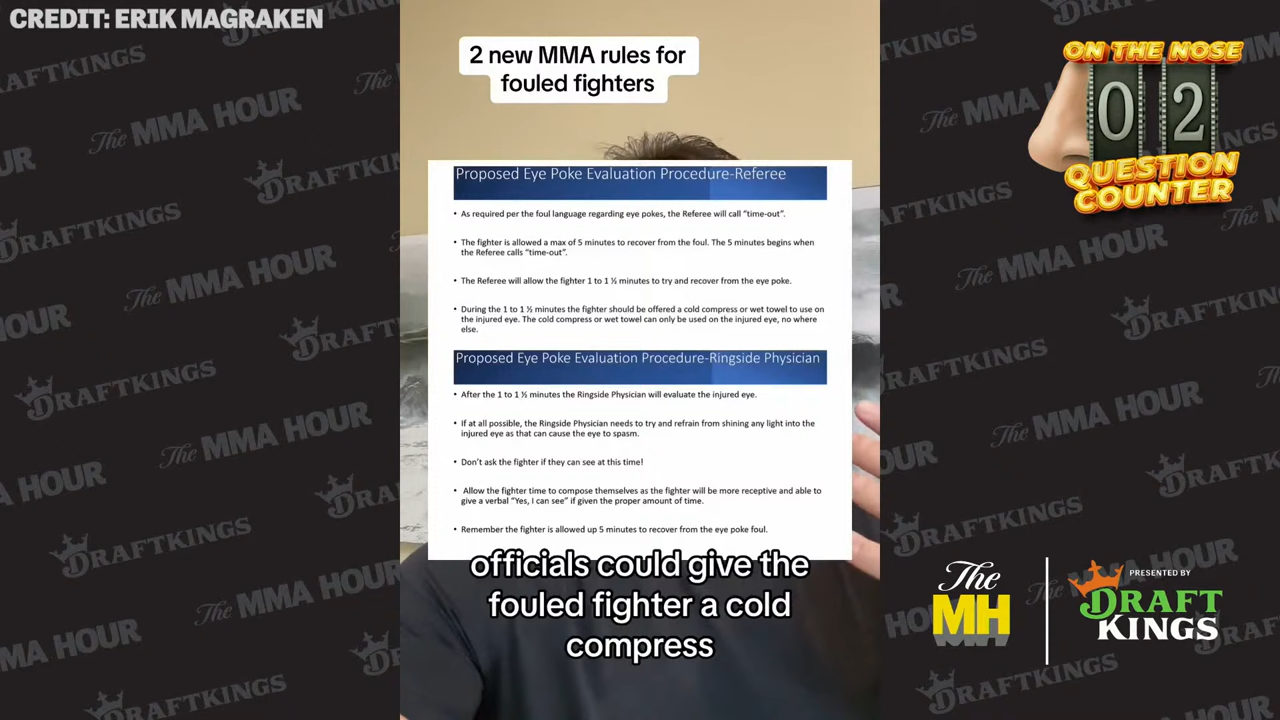 CREDIT: ERIK MAGRAKEN
2 new MMA rules for
fouled fighters
ON THE NOSE
02
QUESTION
COUNTER
Proposed Eye Poke Evaluation Procedure-Referee
• As required per the foul language regarding eye pokes, the Referee will call “time-out”.
• The fighter is allowed a max of 5 minutes to recover from the foul. The 5 minutes begins when
the Referee calls “time-out”.
• The Referee will allow the fighter 1 to 1 ½ minutes to try and recover from the eye poke.
• During the 1 to 1 ½ minutes the fighter should be offered a cold compress or wet towel to use on
the injured eye. The cold compress or wet towel can only be used on the injured eye, no where
else.
Proposed Eye Poke Evaluation Procedure-Ringside Physician
• After the 1 to 1 ½ minutes the Ringside Physician will evaluate the injured eye.
• If at all possible, the Ringside Physician needs to try and refrain from shining any light into the
injured eye as that can cause the eye to spasm.
• Don’t ask the fighter if they can see at this time!
• Allow the fighter time to compose themselves as the fighter will be more receptive and able to
give a verbal “Yes, I can see” if given the proper amount of time.
• Remember the fighter is allowed up 5 minutes to recover from the eye poke foul.
officials could give the
fouled fighter a cold
compress
The
MH
PRESENTED BY
DRAFT
KINGS
The MMA HOUR
DRAFTKINGS